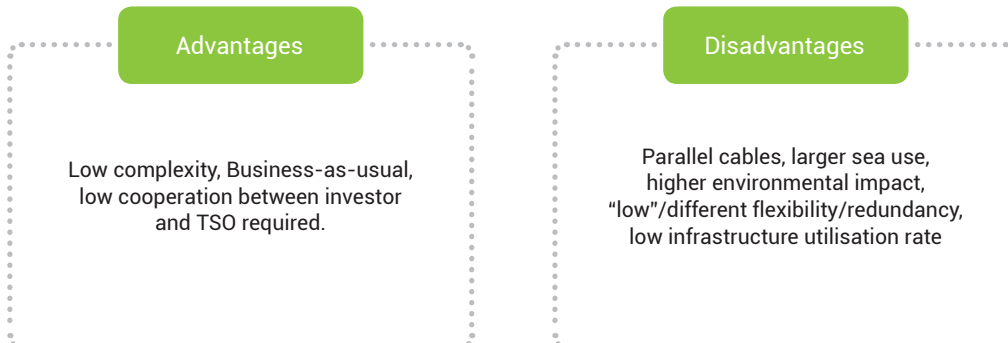 Advantages
Low complexity, Business-as-usual,
low cooperation between investor
and TSO required.
Disadvantages
Parallel cables, larger sea use,
higher environmental impact,
“low”/different flexibility/redundancy,
low infrastructure utilisation rate